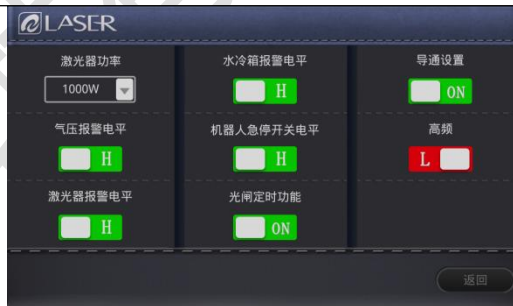 LASER
激光器功率
水冷箱报警电平
导通设置
1000W
H
ON
气压报警电平
机器人急停开关电平
高频
H
H
L
激光器报警电平
光闸定时功能
H
ON
返回